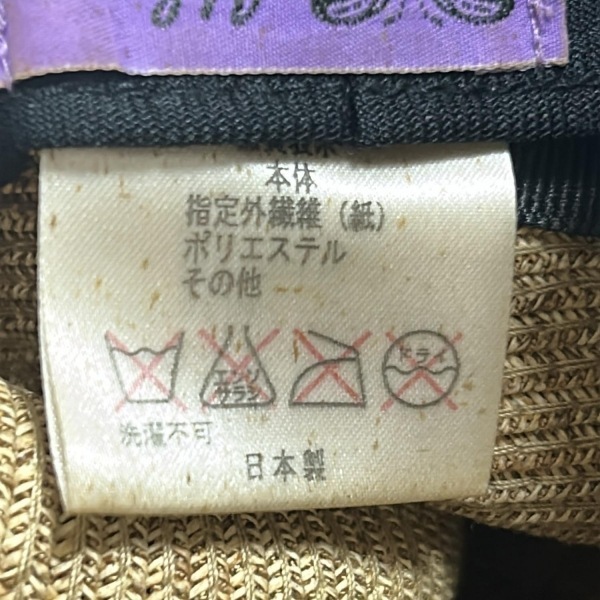 本体
指定外繊維（紙）
ポリエステル
その他
エンソ
サラシ
ドライ
洗濯不可
日本製